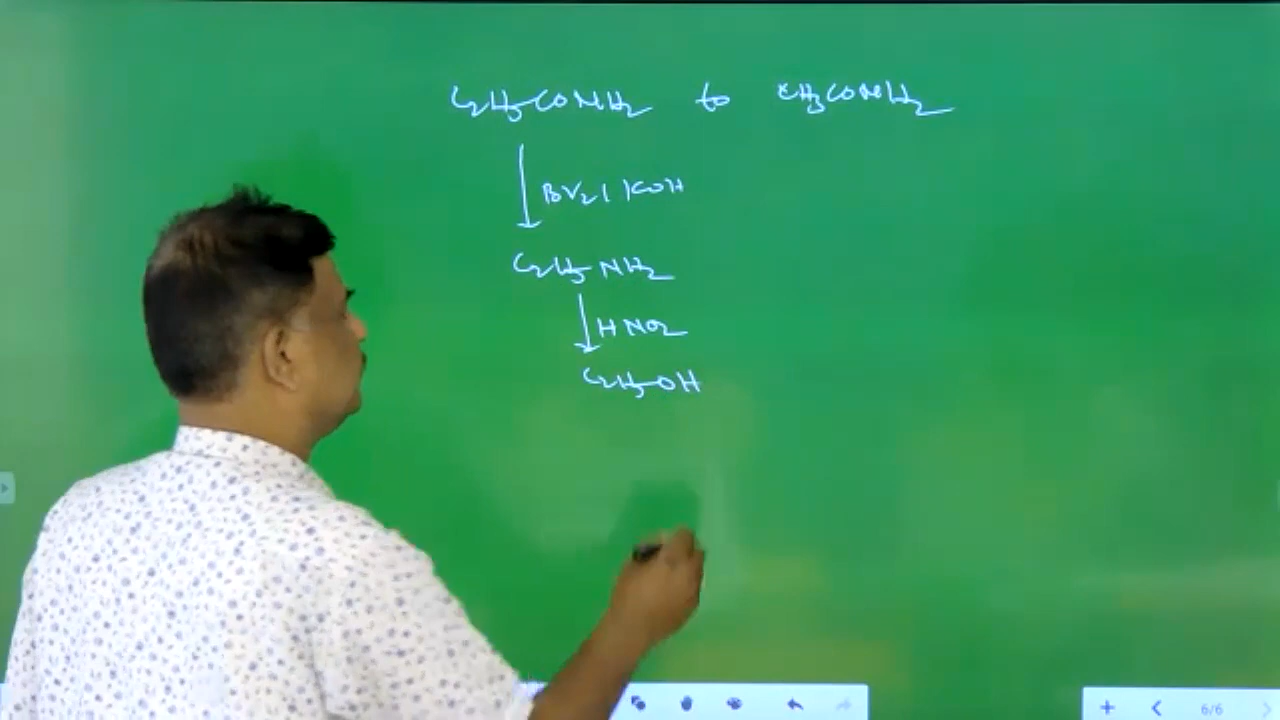 C2H5CONH2 to CH3CONH2
Br2 / KOH
C2H5NH2
HNO2
C2H5OH
6/6